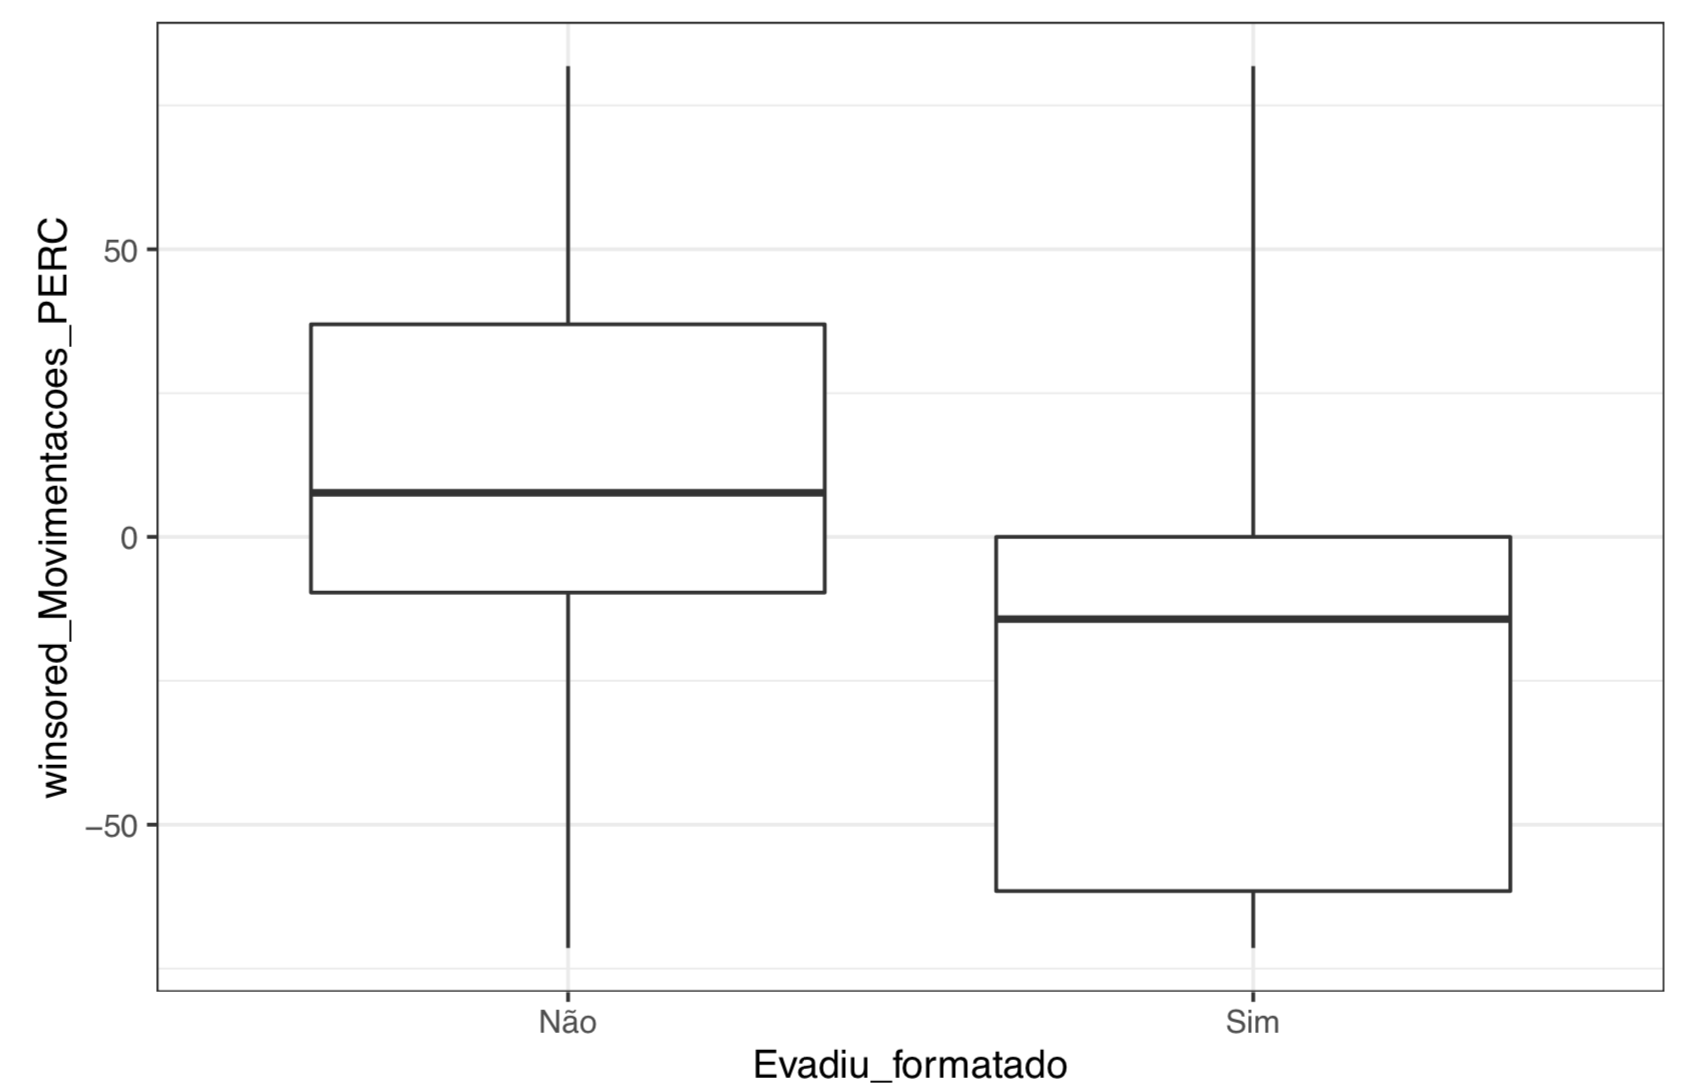 winsored_Movimentacoes_PERC
50
0
−50
Não
Sim
Evadiu_formatado